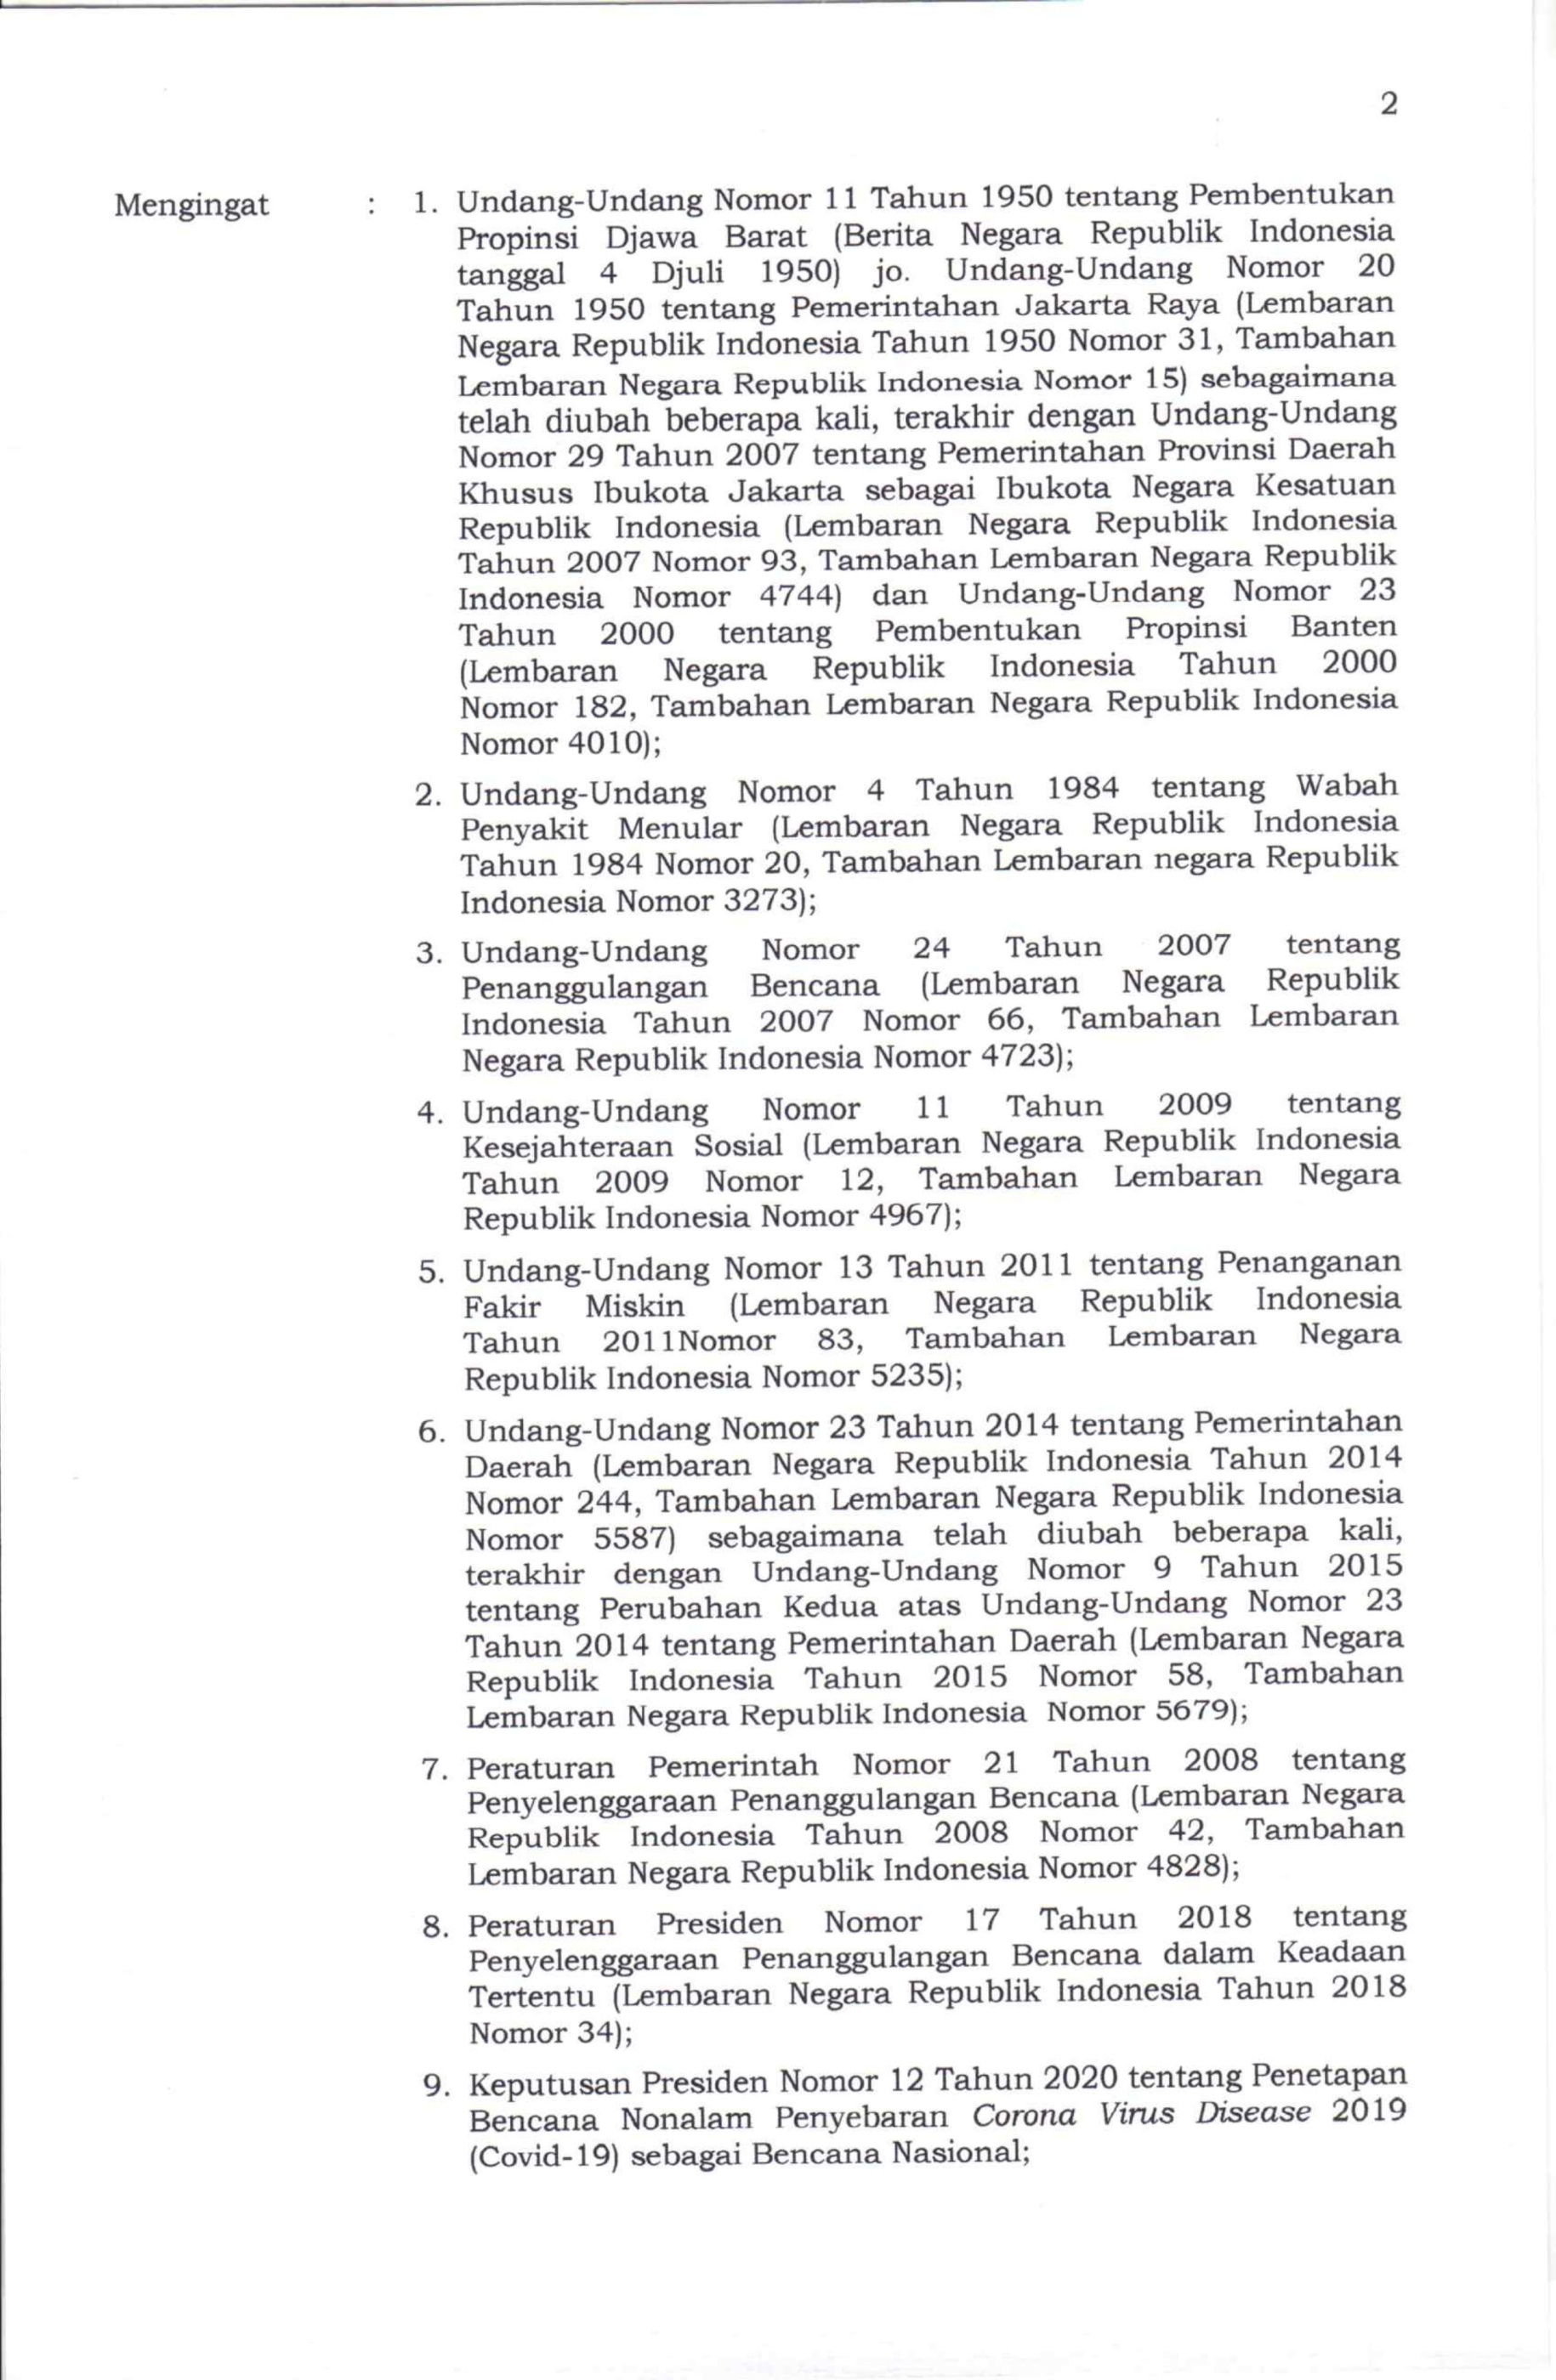 2
Mengingat : 1. Undang-Undang Nomor 11 Tahun 1950 tentang Pembentukan
Propinsi Djawa Barat (Berita Negara Republik Indonesia
tanggal 4 Djuli 1950) jo. Undang-Undang Nomor 20
Tahun 1950 tentang Pemerintahan Jakarta Raya (Lembaran
Negara Republik Indonesia Tahun 1950 Nomor 31, Tambahan
Lembaran Negara Republik Indonesia Nomor 15) sebagaimana
telah diubah beberapa kali, terakhir dengan Undang-Undang
Nomor 29 Tahun 2007 tentang Pemerintahan Provinsi Daerah
Khusus Ibukota Jakarta sebagai Ibukota Negara Kesatuan
Republik Indonesia (Lembaran Negara Republik Indonesia
Tahun 2007 Nomor 93, Tambahan Lembaran Negara Republik
Indonesia Nomor 4744) dan Undang-Undang Nomor 23
Tahun 2000 tentang Pembentukan Propinsi Banten
(Lembaran Negara Republik Indonesia Tahun 2000
Nomor 182, Tambahan Lembaran Negara Republik Indonesia
Nomor 4010);
2. Undang-Undang Nomor 4 Tahun 1984 tentang Wabah
Penyakit Menular (Lembaran Negara Republik Indonesia
Tahun 1984 Nomor 20, Tambahan Lembaran negara Republik
Indonesia Nomor 3273);
3. Undang-Undang Nomor 24 Tahun 2007 tentang
Penanggulangan Bencana (Lembaran Negara Republik
Indonesia Tahun 2007 Nomor 66, Tambahan Lembaran
Negara Republik Indonesia Nomor 4723);
4. Undang-Undang Nomor 11 Tahun 2009 tentang
Kesejahteraan Sosial (Lembaran Negara Republik Indonesia
Tahun 2009 Nomor 12, Tambahan Lembaran Negara
Republik Indonesia Nomor 4967);
5. Undang-Undang Nomor 13 Tahun 2011 tentang Penanganan
Fakir Miskin (Lembaran Negara Republik Indonesia
Tahun 2011Nomor 83, Tambahan Lembaran Negara
Republik Indonesia Nomor 5235);
6. Undang-Undang Nomor 23 Tahun 2014 tentang Pemerintahan
Daerah (Lembaran Negara Republik Indonesia Tahun 2014
Nomor 244, Tambahan Lembaran Negara Republik Indonesia
Nomor 5587) sebagaimana telah diubah beberapa kali,
terakhir dengan Undang-Undang Nomor 9 Tahun 2015
tentang Perubahan Kedua atas Undang-Undang Nomor 23
Tahun 2014 tentang Pemerintahan Daerah (Lembaran Negara
Republik Indonesia Tahun 2015 Nomor 58, Tambahan
Lembaran Negara Republik Indonesia Nomor 5679);
7. Peraturan Pemerintah Nomor 21 Tahun 2008 tentang
Penyelenggaraan Penanggulangan Bencana (Lembaran Negara
Republik Indonesia Tahun 2008 Nomor 42, Tambahan
Lembaran Negara Republik Indonesia Nomor 4828);
8. Peraturan Presiden Nomor 17 Tahun 2018 tentang
Penyelenggaraan Penanggulangan Bencana dalam Keadaan
Tertentu (Lembaran Negara Republik Indonesia Tahun 2018
Nomor 34);
9. Keputusan Presiden Nomor 12 Tahun 2020 tentang Penetapan
Bencana Nonalam Penyebaran Corona Virus Disease 2019
(Covid-19) sebagai Bencana Nasional;